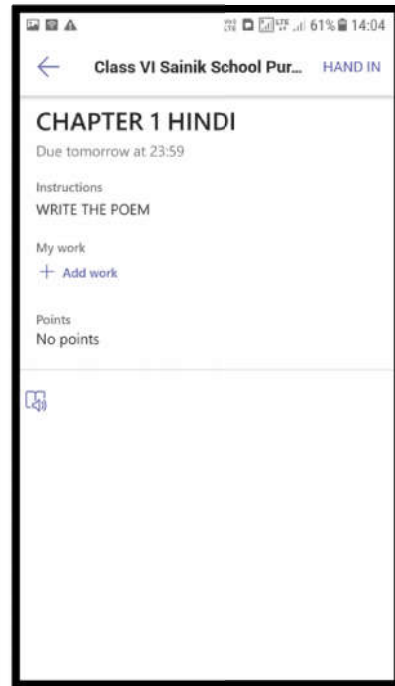 61% 14:04
Class VI Sainik School Pur... HAND IN
CHAPTER 1 HINDI
Due tomorrow at 23:59
Instructions
WRITE THE POEM
My work
+ Add work
Points
No points